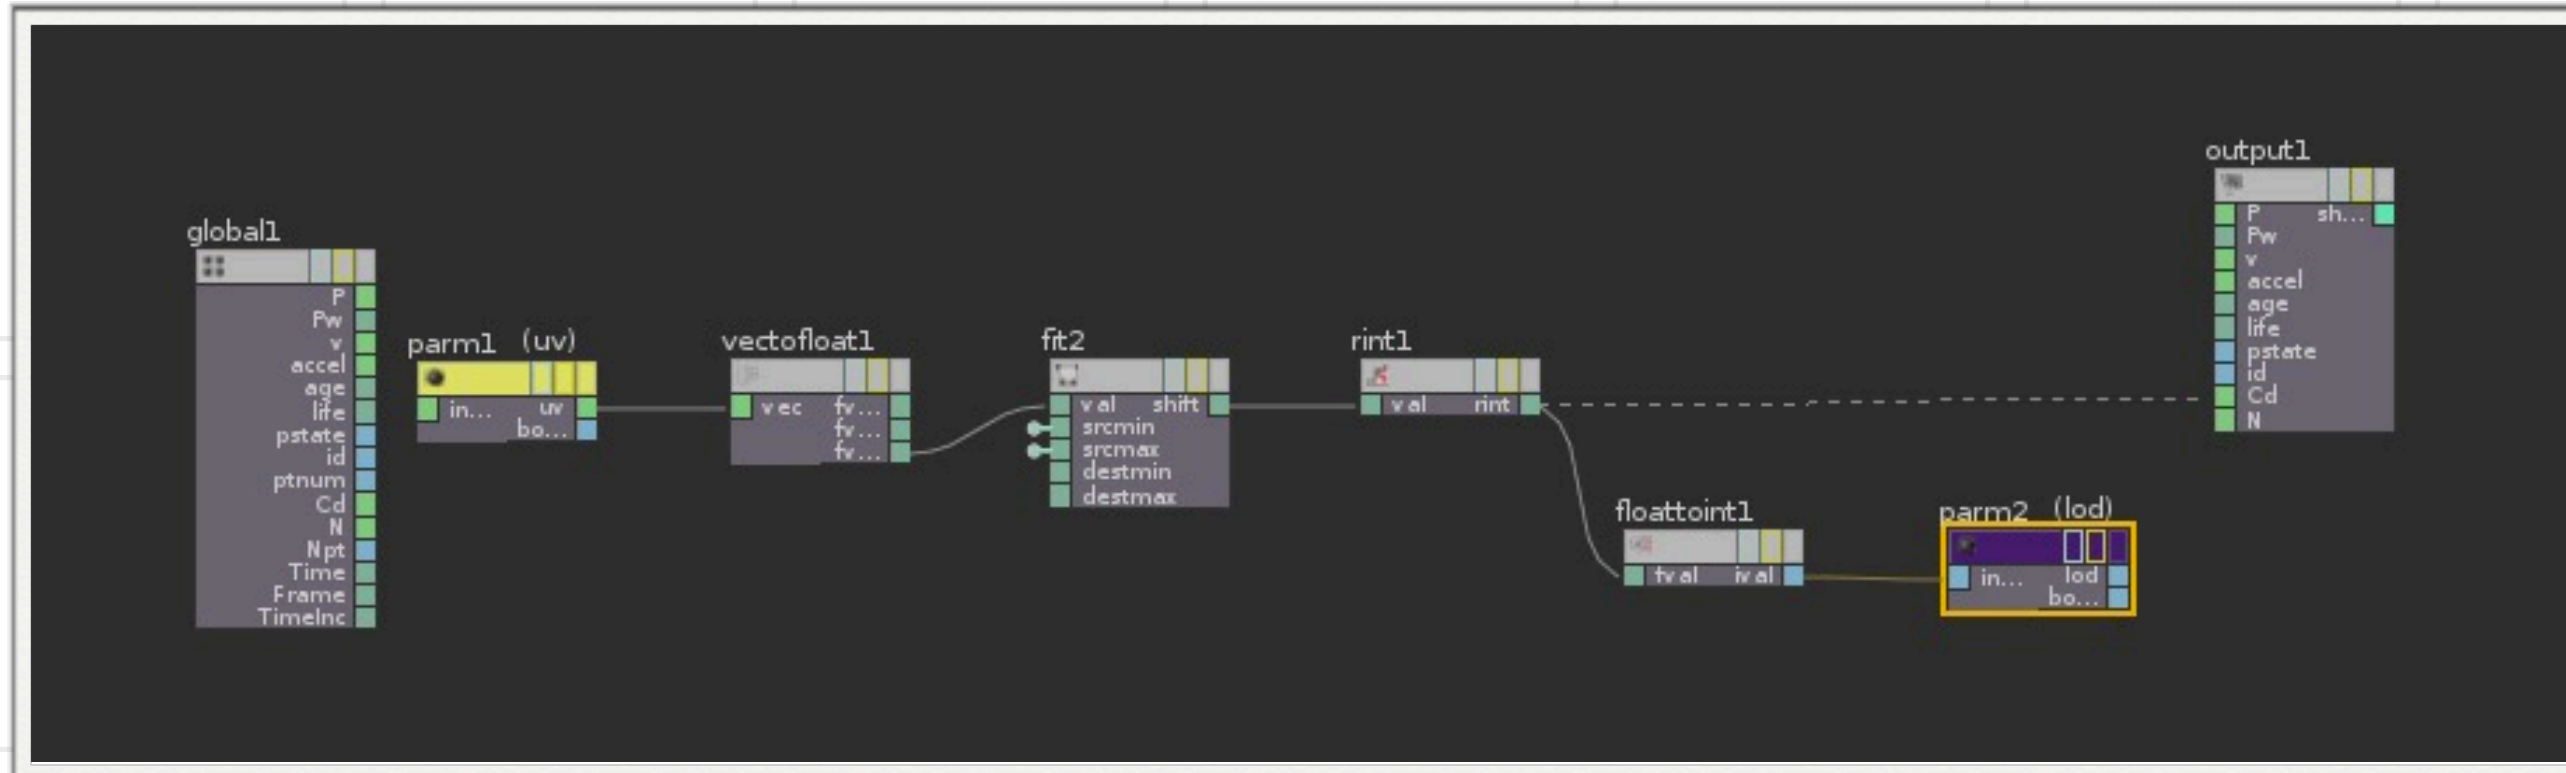 global1
P
Pw
v
accel
age
life
pstate
id
ptnum
Cd
N
Npt
Time
Frame
TimeInc
parm1 (uv)
in... uv
bo...
vectofloat1
vec fv...
fv...
fv...
fit2
val shift
srcmin
srcmax
destmin
destmax
rint1
val rint
floattoint1
fval ival
parm2 (lod)
in... lod
bo...
output1
P sh...
Pw
v
accel
age
life
pstate
id
Cd
N